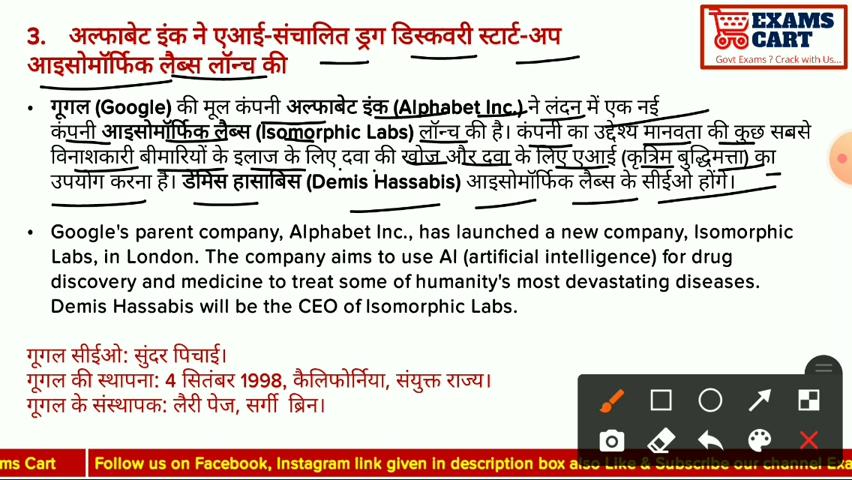 3. अल्फाबेट इंक ने एआई-संचालित ड्रग डिस्कवरी स्टार्ट-अप
आइसोमॉर्फिक लैब्स लॉन्च की
EXAMS
CART
Govt Exams ? Crack with Us...
• गूगल (Google) की मूल कंपनी अल्फाबेट इंक (Alphabet Inc.) ने लंदन में एक नई
कंपनी आइसोमॉर्फिक लैब्स (Isomorphic Labs) लॉन्च की है। कंपनी का उद्देश्य मानवता की कुछ सबसे
विनाशकारी बीमारियों के इलाज के लिए दवा की खोज और दवा के लिए एआई (कृत्रिम बुद्धिमत्ता) का
उपयोग करना है। डेमिस हासाबिस (Demis Hassabis) आइसोमॉर्फिक लैब्स के सीईओ होंगे।
• Google's parent company, Alphabet Inc., has launched a new company, Isomorphic
Labs, in London. The company aims to use AI (artificial intelligence) for drug
discovery and medicine to treat some of humanity's most devastating diseases.
Demis Hassabis will be the CEO of Isomorphic Labs.
गूगल सीईओ: सुंदर पिचाई।
गूगल की स्थापना: 4 सितंबर 1998, कैलिफोर्निया, संयुक्त राज्य।
गूगल के संस्थापक: लैरी पेज, सर्गी ब्रिन।
ms Cart Follow us on Facebook, Instagram link given in description box also Like & Subscribe our channel Exa